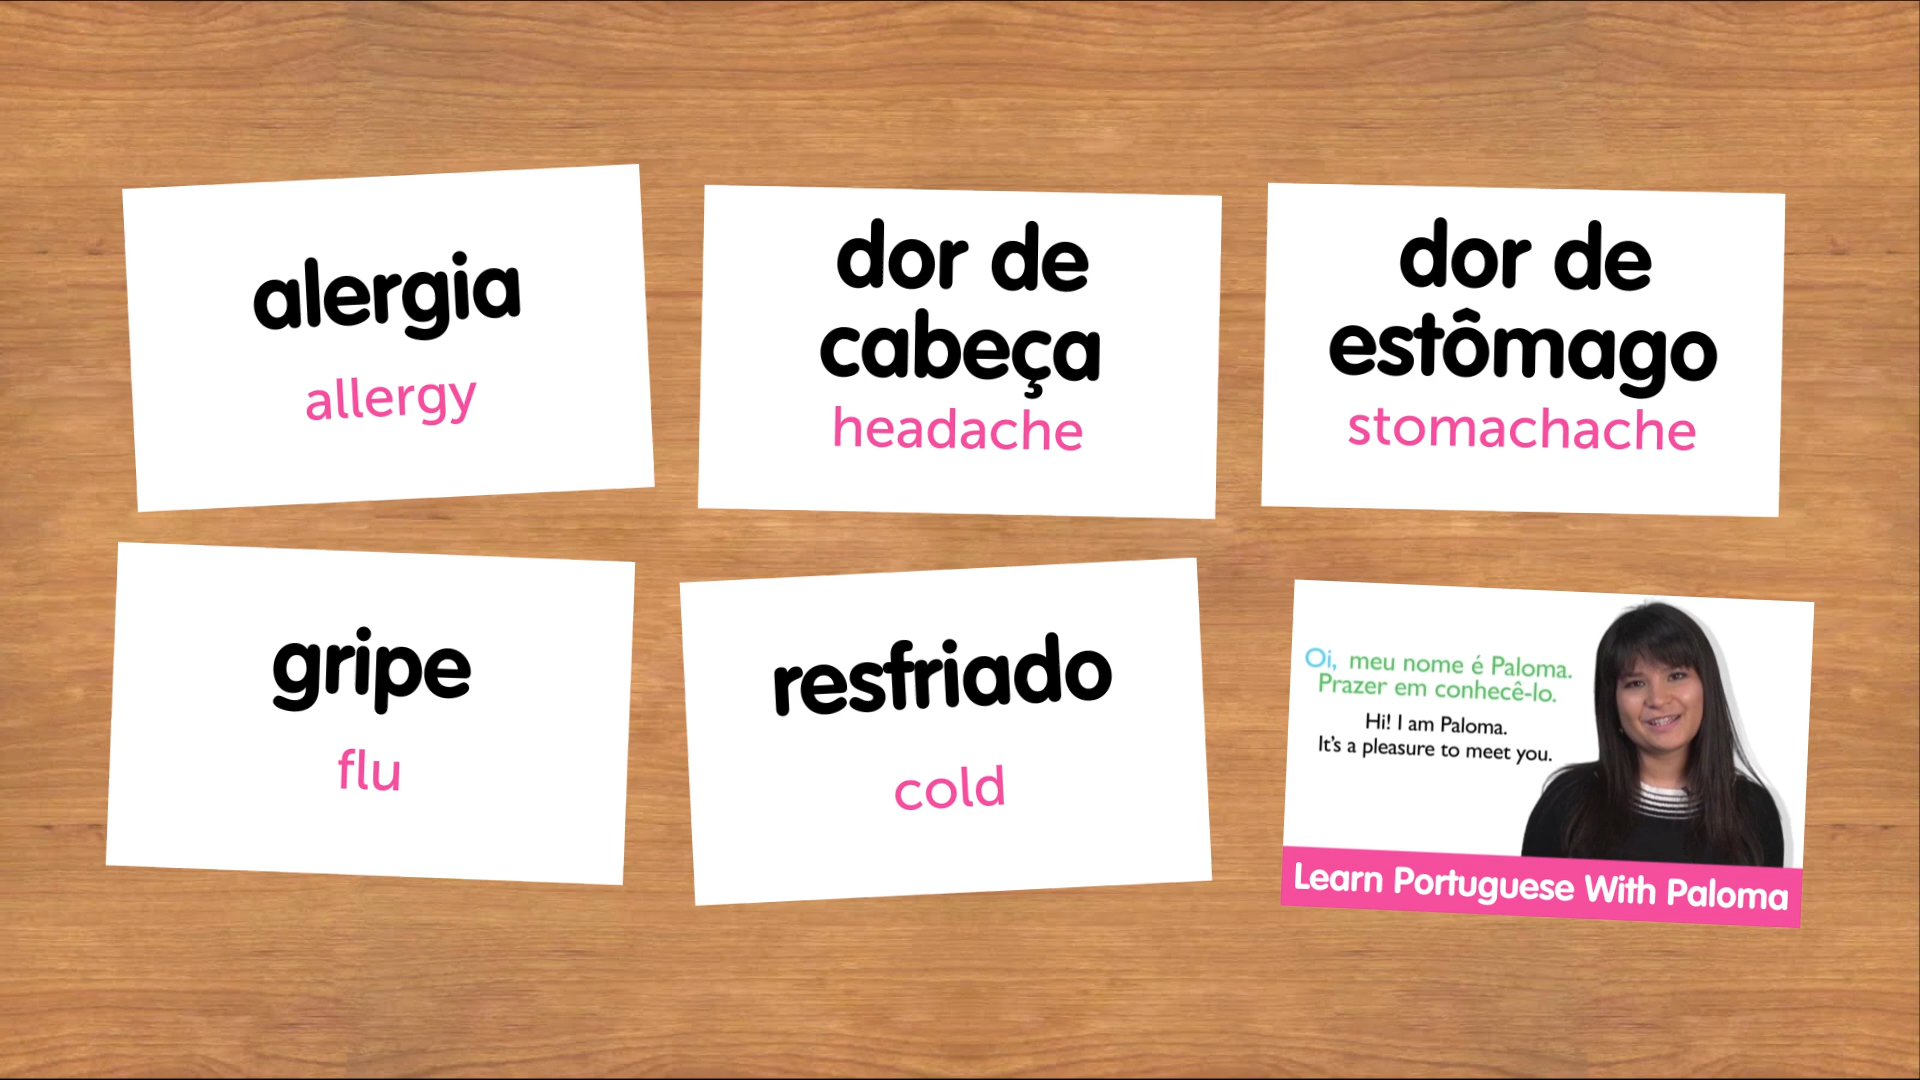 alergia
allergy
dor de
cabeça
headache
dor de
estômago
stomachache
gripe
flu
resfriado
cold
Oi, meu nome é Paloma.
Prazer em conhecê-lo.
Hi! I am Paloma.
It's a pleasure to meet you.
Learn Portuguese With Paloma